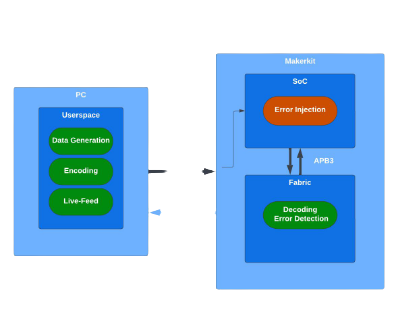 PC
Userspace
Data Generation
Encoding
Live-Feed
Makerkit
SoC
Error Injection
APB3
Fabric
Decoding
Error Detection